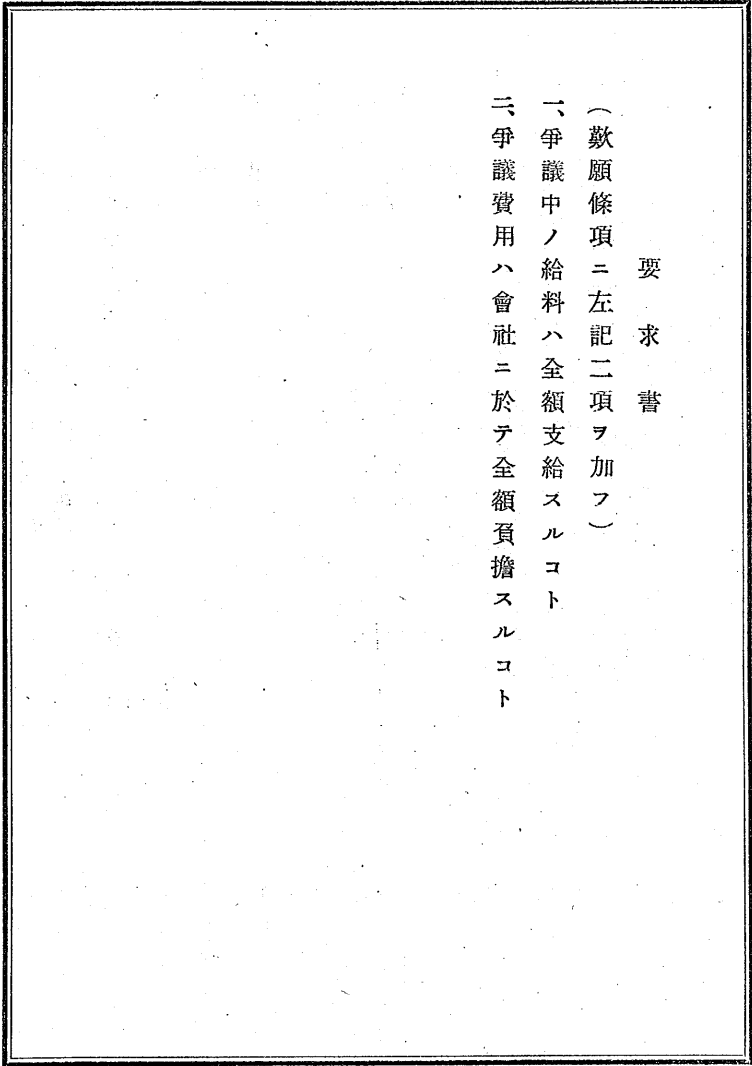 要求書
（歎願條項ニ左記二項ヲ加フ）
一、爭議中ノ給料ハ全額支給スルコト
二、爭議費用ハ會社ニ於テ全額負擔スルコト